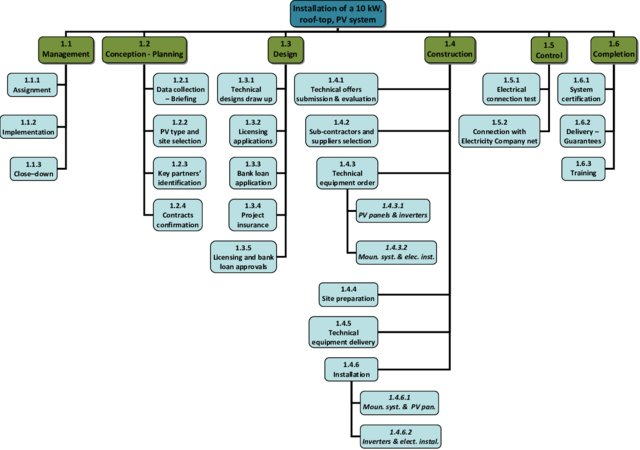 Installation of a 10 kW,
roof-top, PV system
1.1
Management
1.2
Conception - Planning
1.3
Design
1.4
Construction
1.5
Control
1.6
Completion
1.1.1
Assignment
1.1.2
Implementation
1.1.3
Close–down
1.2.1
Data collection
– Briefing
1.2.2
PV type and
site selection
1.2.3
Key partners’
identification
1.2.4
Contracts
confirmation
1.3.1
Technical
designs draw up
1.3.2
Licensing
applications
1.3.3
Bank loan
application
1.3.4
Project
insurance
1.3.5
Licensing and bank
loan approvals
1.4.1
Technical offers
submission & evaluation
1.4.2
Sub-contractors and
suppliers selection
1.4.3
Technical
equipment order
1.4.3.1
PV panels & inverters
1.4.3.2
Moun. syst. & elec. inst.
1.4.4
Site preparation
1.4.5
Technical
equipment delivery
1.4.6
Installation
1.4.6.1
Moun. syst. & PV pan.
1.4.6.2
Inverters & elect. instal.
1.5.1
Electrical
connection test
1.5.2
Connection with
Electricity Company net
1.6.1
System
certification
1.6.2
Delivery –
Guarantees
1.6.3
Training